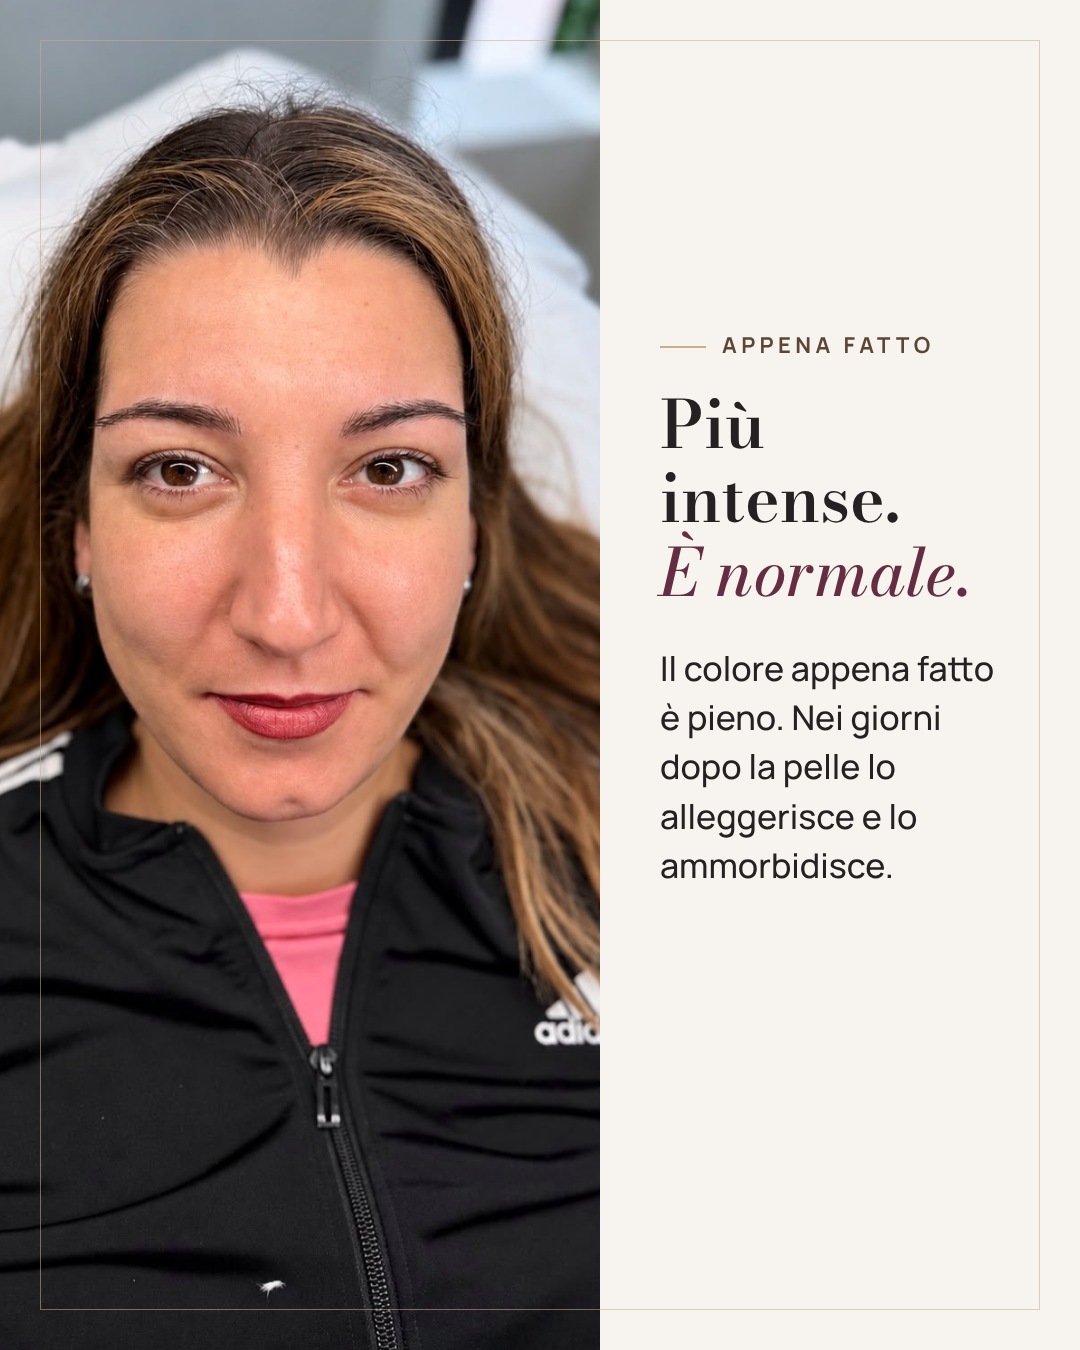 APPENA FATTO
Più
intense.
È normale.
Il colore appena fatto
è pieno. Nei giorni
dopo la pelle lo
alleggerisce e lo
ammorbidisce.